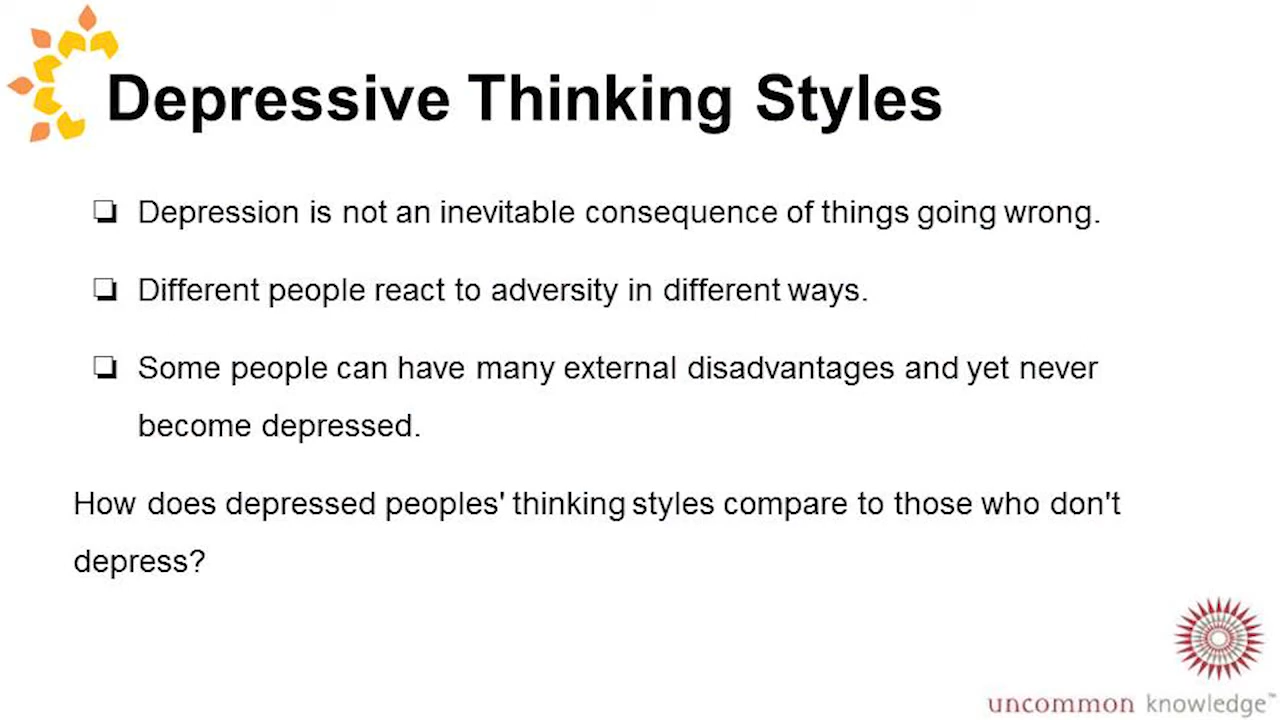 Depressive Thinking Styles
❑ Depression is not an inevitable consequence of things going wrong.
❑ Different people react to adversity in different ways.
❑ Some people can have many external disadvantages and yet never
become depressed.
How does depressed peoples' thinking styles compare to those who don't
depress?
uncommon knowledge™